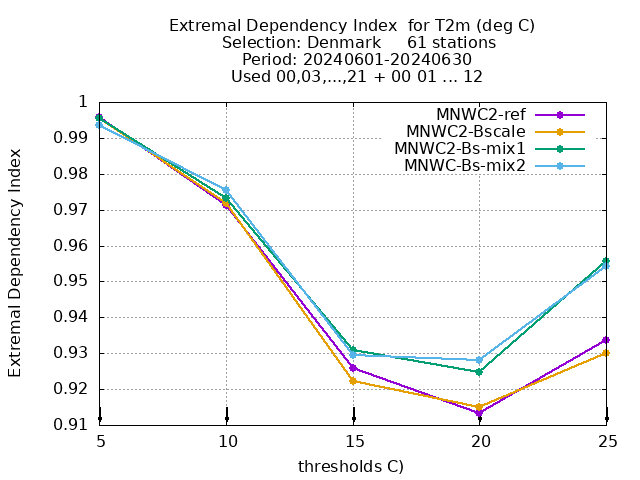 Extremal Dependency Index  for T2m (deg C)
Selection: Denmark     61 stations
Period: 20240601-20240630
Used 00,03,...,21 + 00 01 ... 12
MNWC2-ref
MNWC2-Bscale
MNWC2-Bs-mix1
MNWC-Bs-mix2
Extremal Dependency Index
1
0.99
0.98
0.97
0.96
0.95
0.94
0.93
0.92
0.91
5 10 15 20 25
thresholds C)